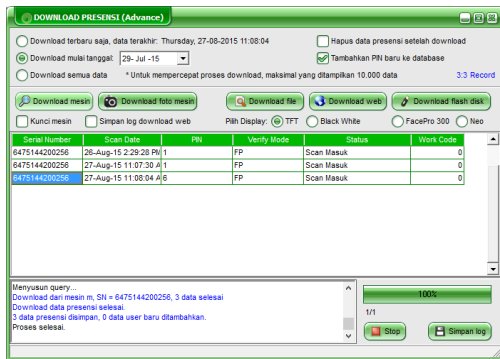 DOWNLOAD PRESENSI (Advance)
Download terbaru saja, data terakhir: Thursday, 27-08-2015 11:08:04
Hapus data presensi setelah download
Download mulai tanggal: 29- Jul -15
Tambahkan PIN baru ke database
Download semua data * Untuk mempercepat proses download, maksimal yang ditampilkan 10.000 data 3:3 Record
Download mesin Download foto mesin Download file Download web Download flash disk
Kunci mesin Simpan log download web Pilih Display: TFT Black White FacePro 300 Neo
Serial Number Scan Date PIN Verify Mode Status Work Code
6475144200256 26-Aug-15 2:29:28 PM 1 FP Scan Masuk 0
6475144200256 27-Aug-15 11:07:30 A 1 FP Scan Masuk 0
6475144200256 27-Aug-15 11:08:04 A 6 FP Scan Masuk 0
Menyusun query...
Download dari mesin m, SN = 6475144200256, 3 data selesai
Download data presensi selesai.
3 data presensi disimpan, 0 data user baru ditambahkan.
Proses selesai.
100%
1/1
Stop Simpan log